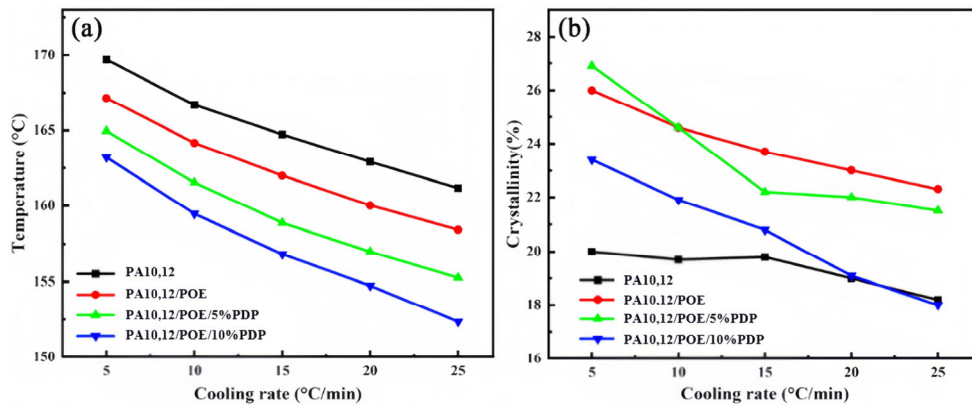 (a)
170
165
160
155
150
Temperature (°C)
PA10,12
PA10,12/POE
PA10,12/POE/5%PDP
PA10,12/POE/10%PDP
5 10 15 20 25
Cooling rate (°C/min)
(b)
28
26
24
22
20
18
16
Crystallinity(%)
PA10,12
PA10,12/POE
PA10,12/POE/5%PDP
PA10,12/POE/10%PDP
5 10 15 20 25
Cooling rate (°C/min)